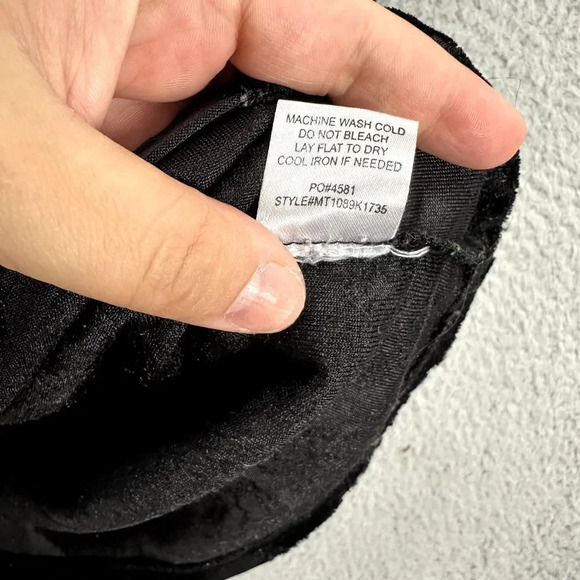 MACHINE WASH COLD
DO NOT BLEACH
LAY FLAT TO DRY
COOL IRON IF NEEDED
PO#4581
STYLE#MT1089K1735